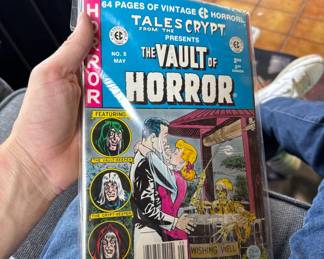 64 PAGES OF VINTAGE EC HORROR!
HORROR
TALES FROM THE CRYPT
PRESENTS
NO. 5
MAY
THE VAULT OF
HORROR
FEATURING
THE VAULT-KEEPER
THE CRYPT-KEEPER
WISHING WELL